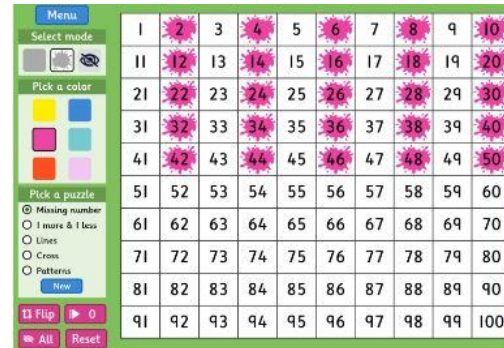 Menu
Select mode
Pick a color
Pick a puzzle
Missing number
1 more & 1 less
Lines
Cross
Patterns
New
Flip 0
All Reset
1 2 3 4 5 6 7 8 9 10
11 12 13 14 15 16 17 18 19 20
21 22 23 24 25 26 27 28 29 30
31 32 33 34 35 36 37 38 39 40
41 42 43 44 45 46 47 48 49 50
51 52 53 54 55 56 57 58 59 60
61 62 63 64 65 66 67 68 69 70
71 72 73 74 75 76 77 78 79 80
81 82 83 84 85 86 87 88 89 90
91 92 93 94 95 96 97 98 99 100